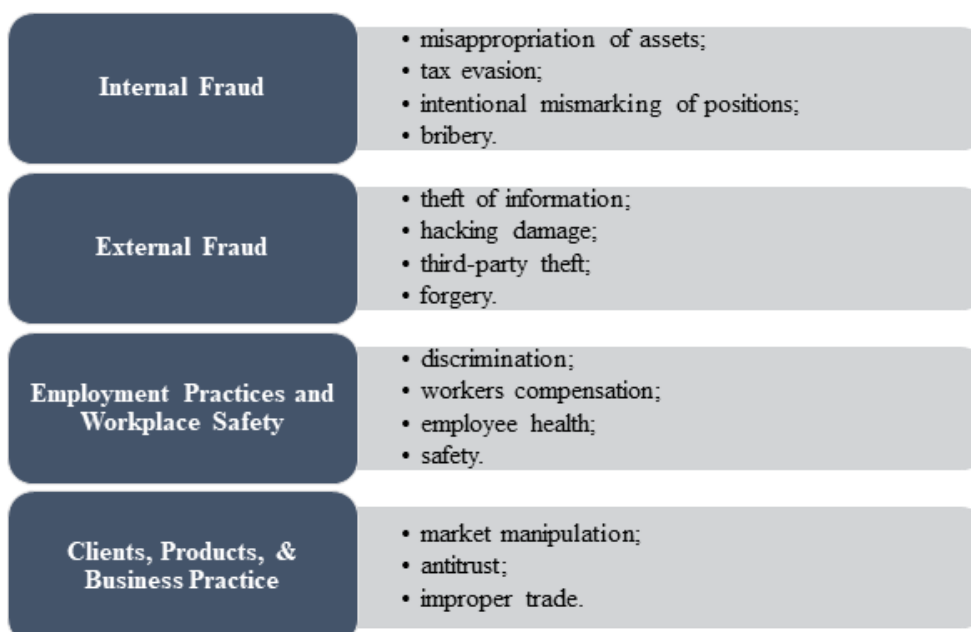 Internal Fraud
• misappropriation of assets;
• tax evasion;
• intentional mismarking of positions;
• bribery.
External Fraud
• theft of information;
• hacking damage;
• third-party theft;
• forgery.
Employment Practices and
Workplace Safety
• discrimination;
• workers compensation;
• employee health;
• safety.
Clients, Products, &
Business Practice
• market manipulation;
• antitrust;
• improper trade.